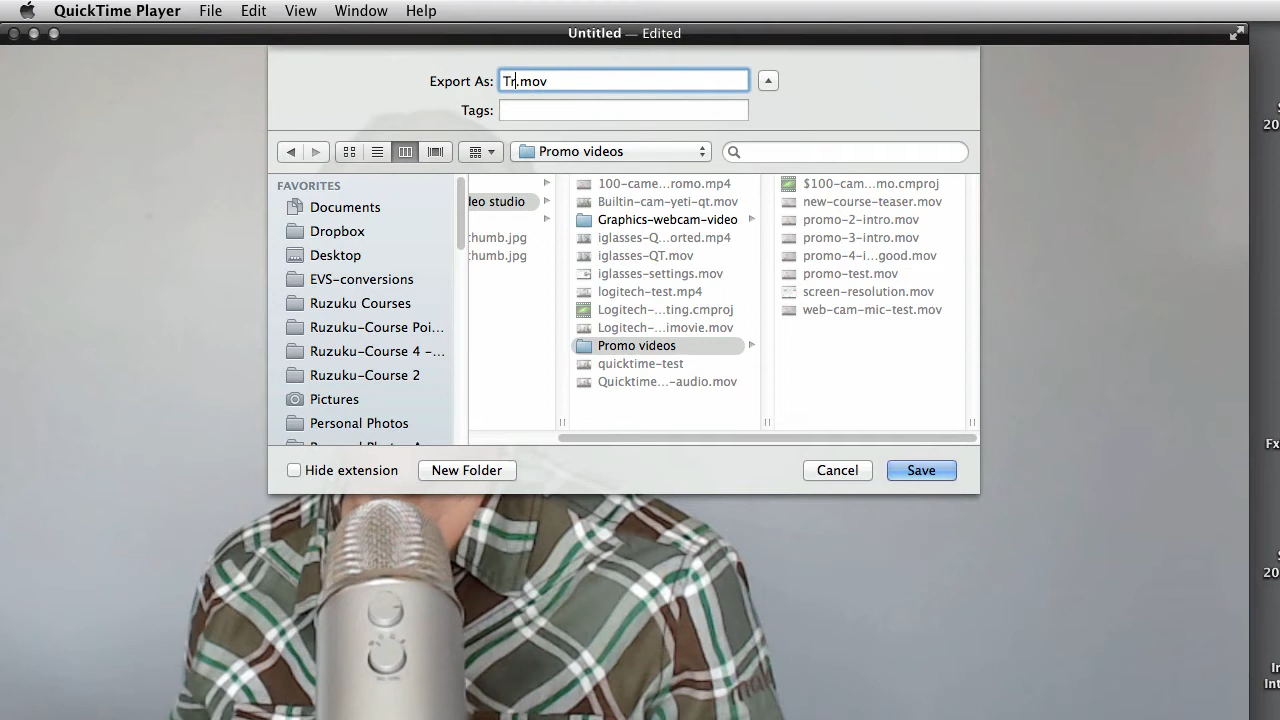 QuickTime Player File Edit View Window Help
Untitled — Edited
Export As: Tr.mov
Tags:
Promo videos
FAVORITES
Documents
Dropbox
Desktop
EVS-conversions
Ruzuku Courses
Ruzuku-Course Poi...
Ruzuku-Course 4 -...
Ruzuku-Course 2
Pictures
Personal Photos
deo studio
thumb.jpg
thumb.jpg
100-came...romo.mp4
Builtin-cam-yeti-qt.mov
Graphics-webcam-video
iglasses-Q...orted.mp4
iglasses-QT.mov
iglasses-settings.mov
logitech-test.mp4
Logitech-...ting.cmproj
Logitech-...imovie.mov
Promo videos
quicktime-test
Quicktime...-audio.mov
$100-cam...mo.cmproj
new-course-teaser.mov
promo-2-intro.mov
promo-3-intro.mov
promo-4-i...good.mov
promo-test.mov
screen-resolution.mov
web-cam-mic-test.mov
Hide extension New Folder Cancel Save
20
Fx
20
Int